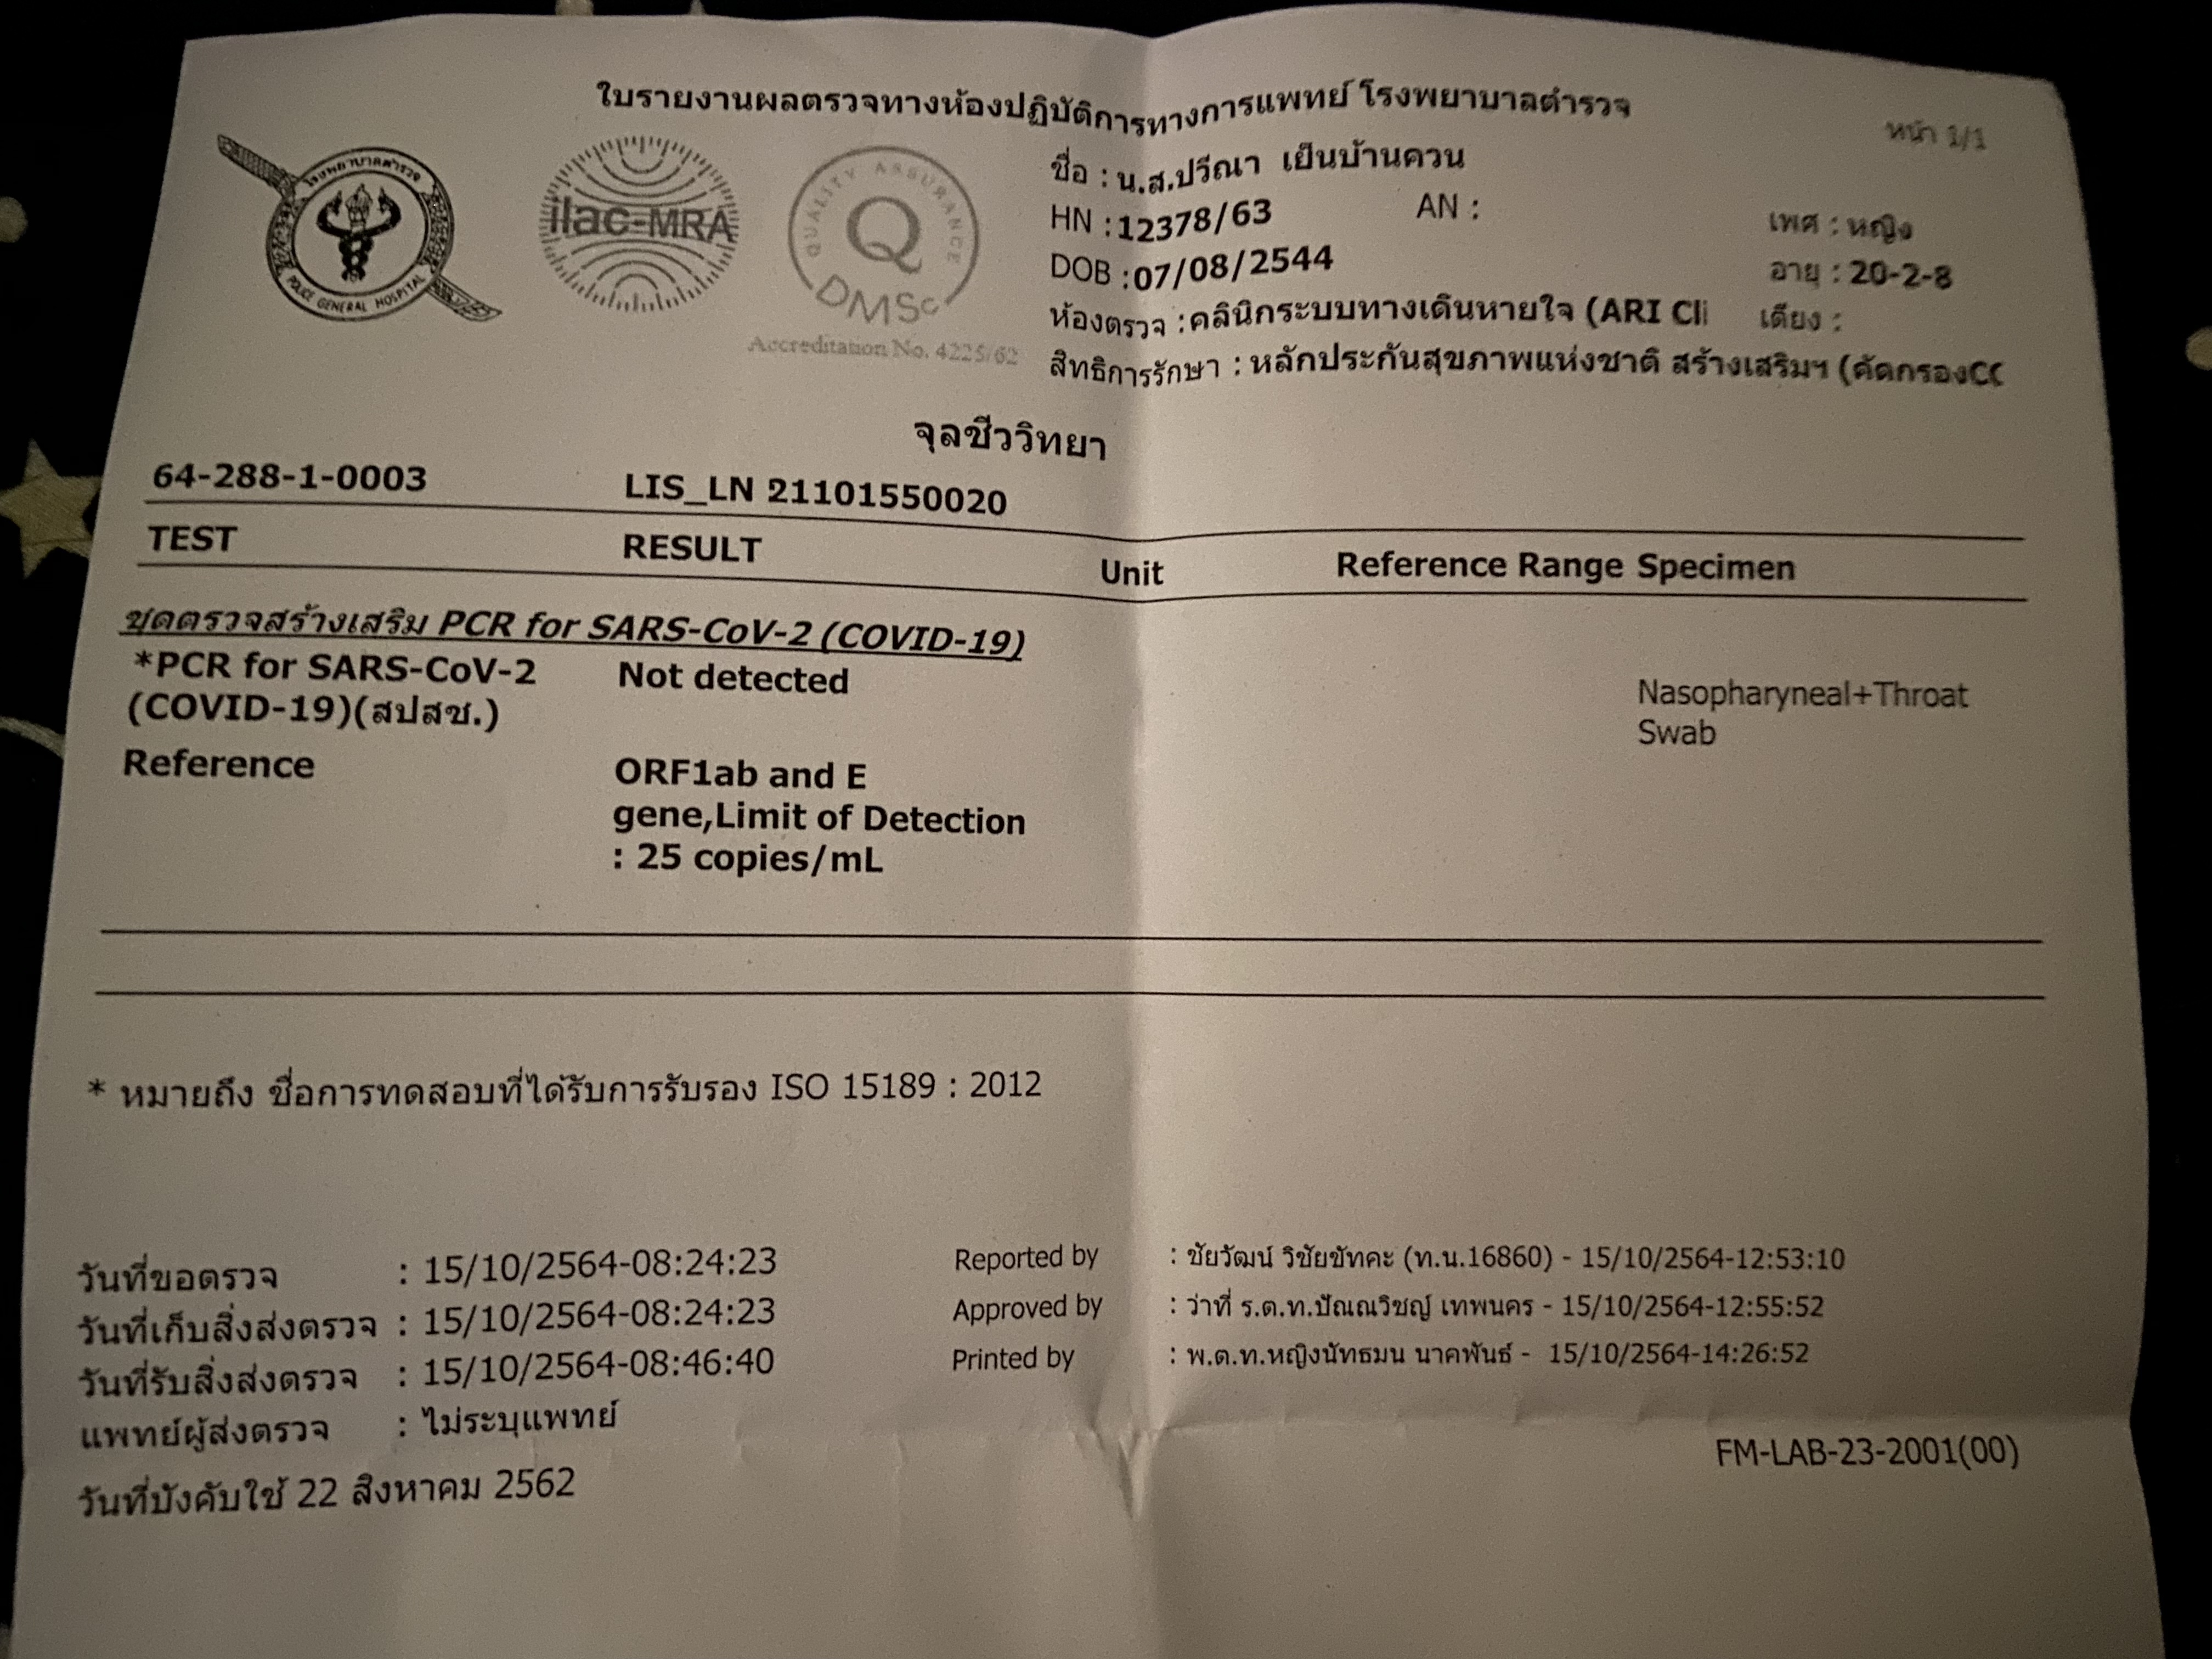 ใบรายงานผลตรวจทางห้องปฏิบัติการทางการแพทย์ โรงพยาบาลตำรวจ
หน้า 1/1
โรงพยาบาลตำรวจ
POLICE GENERAL HOSPITAL
ilac-MRA
QUALITY ASSURANCE
Q
DMSc
Accreditation No. 4225/62
ชื่อ : น.ส.ปวีณา เย็นบ้านควน
HN : 12378/63 AN : เพศ : หญิง
DOB : 07/08/2544 อายุ : 20-2-8
ห้องตรวจ : คลินิกระบบทางเดินหายใจ (ARI Cli เตียง :
สิทธิการรักษา : หลักประกันสุขภาพแห่งชาติ สร้างเสริมฯ (คัดกรองCC
จุลชีววิทยา
64-288-1-0003 LIS_LN 21101550020
TEST RESULT Unit Reference Range Specimen
ชุดตรวจสร้างเสริม PCR for SARS-CoV-2 (COVID-19)
*PCR for SARS-CoV-2 Not detected Nasopharyneal+Throat
(COVID-19)(สปสช.) Swab
Reference ORF1ab and E
gene,Limit of Detection
: 25 copies/mL
* หมายถึง ชื่อการทดสอบที่ได้รับการรับรอง ISO 15189 : 2012
วันที่ขอตรวจ : 15/10/2564-08:24:23 Reported by : ชัยวัฒน์ วิชัยขัทคะ (ท.น.16860) - 15/10/2564-12:53:10
วันที่เก็บสิ่งส่งตรวจ : 15/10/2564-08:24:23 Approved by : ว่าที่ ร.ต.ท.ปัณณวิชญ์ เทพนคร - 15/10/2564-12:55:52
วันที่รับสิ่งส่งตรวจ : 15/10/2564-08:46:40 Printed by : พ.ต.ท.หญิงนัทธมน นาคพันธ์ - 15/10/2564-14:26:52
แพทย์ผู้ส่งตรวจ : ไม่ระบุแพทย์
วันที่บังคับใช้ 22 สิงหาคม 2562 FM-LAB-23-2001(00)